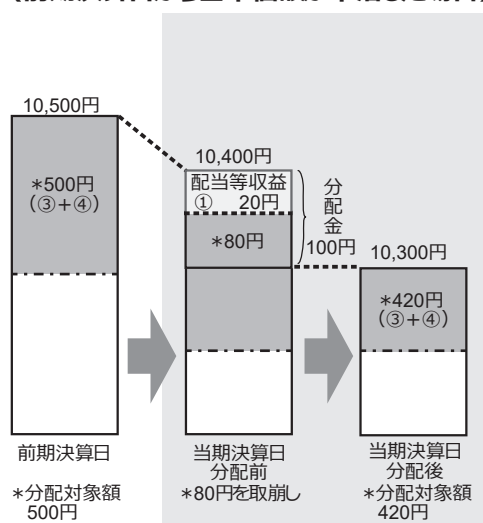 10,500円
*500円
(③+④)
前期決算日
*分配対象額
500円
10,400円
配当等収益
① 20円
*80円
分配金
100円
当期決算日
分配前
*80円を取崩し
10,300円
*420円
(③+④)
当期決算日
分配後
*分配対象額
420円